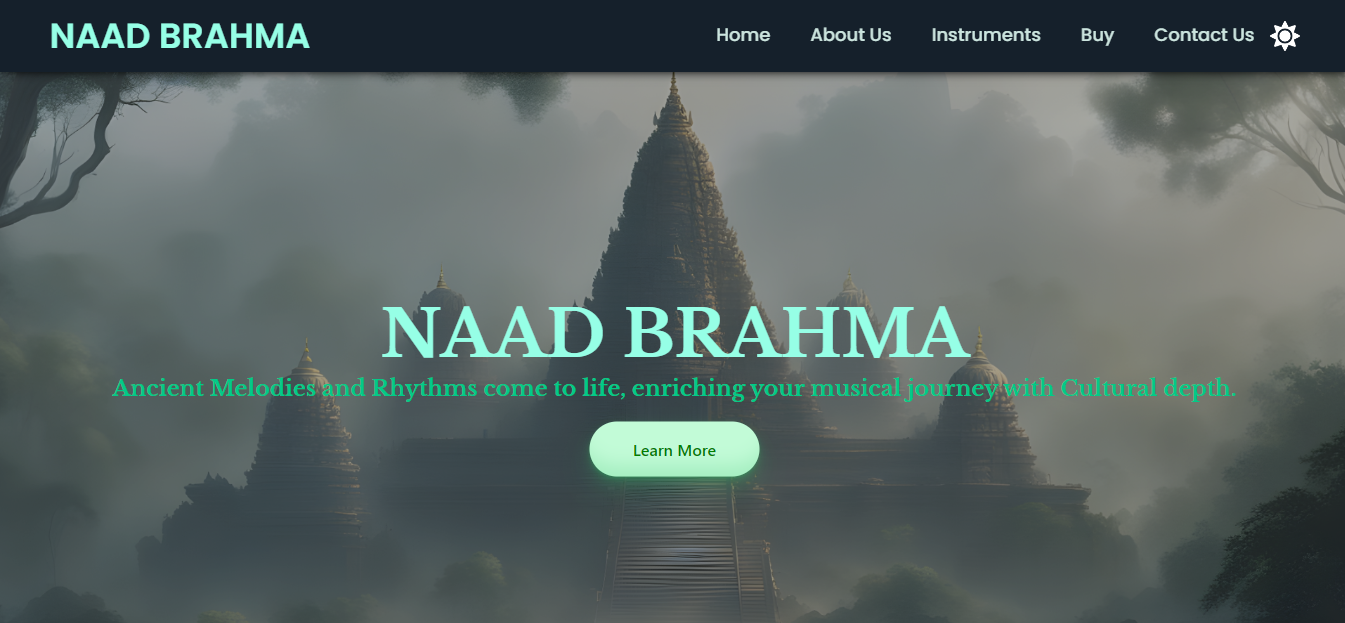 NAAD BRAHMA
Home About Us Instruments Buy Contact Us
NAAD BRAHMA
Ancient Melodies and Rhythms come to life, enriching your musical journey with Cultural depth.
Learn More